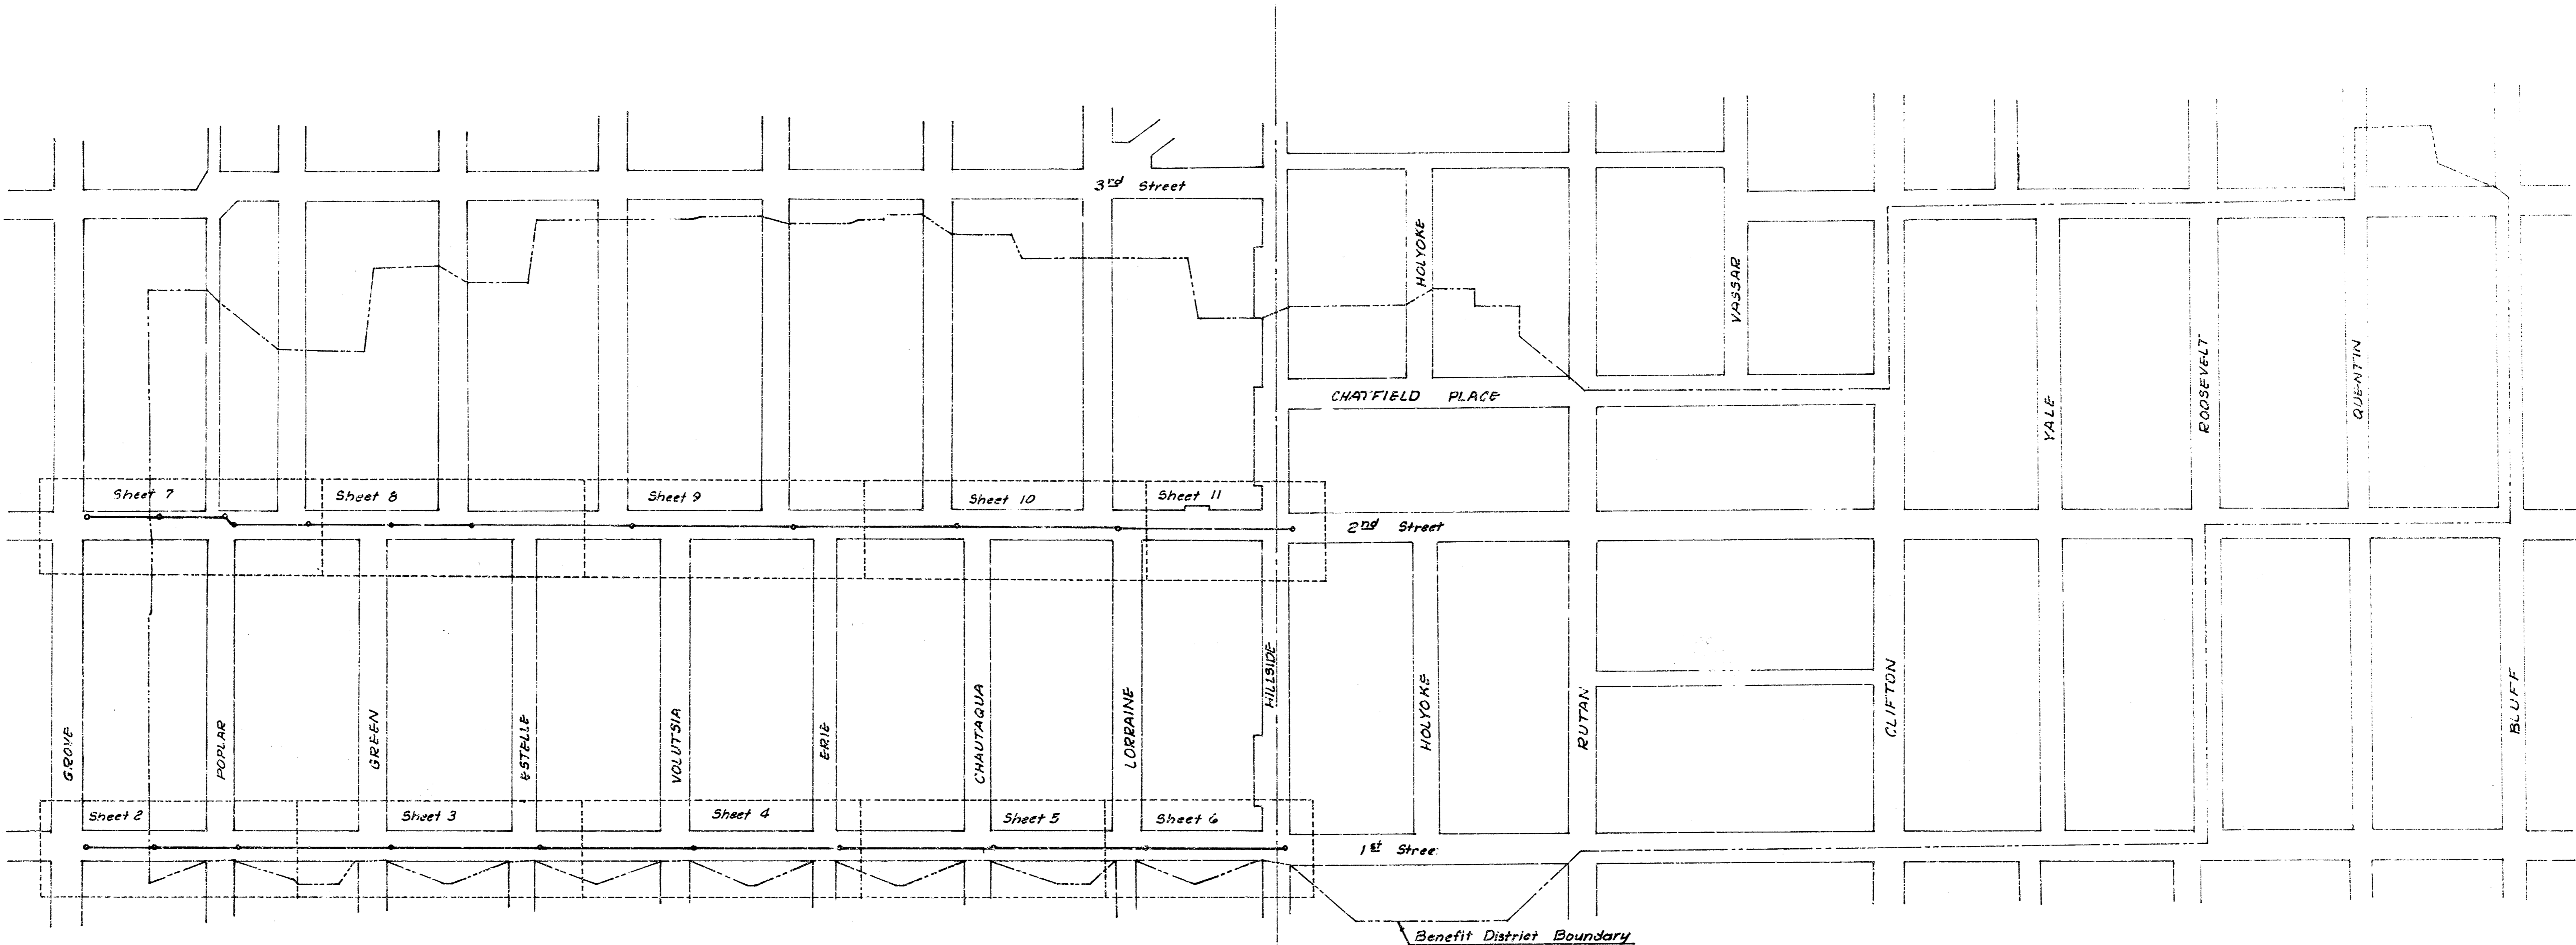 3rd Street
HOLYOKE
VASSAR
CHATFIELD PLACE
YALE
ROOSEVELT
QUENTIN
Sheet 7
Sheet 8
Sheet 9
Sheet 10
Sheet 11
2nd Street
GROVE
POPLAR
GREEN
ESTELLE
VOLUTSIA
ERIE
CHAUTAQUA
LORRAINE
HILLSIDE
HOLYOKE
RUTAN
CLIFTON
BLUFF
Sheet 2
Sheet 3
Sheet 4
Sheet 5
Sheet 6
1st Stree
Benefit District Boundary